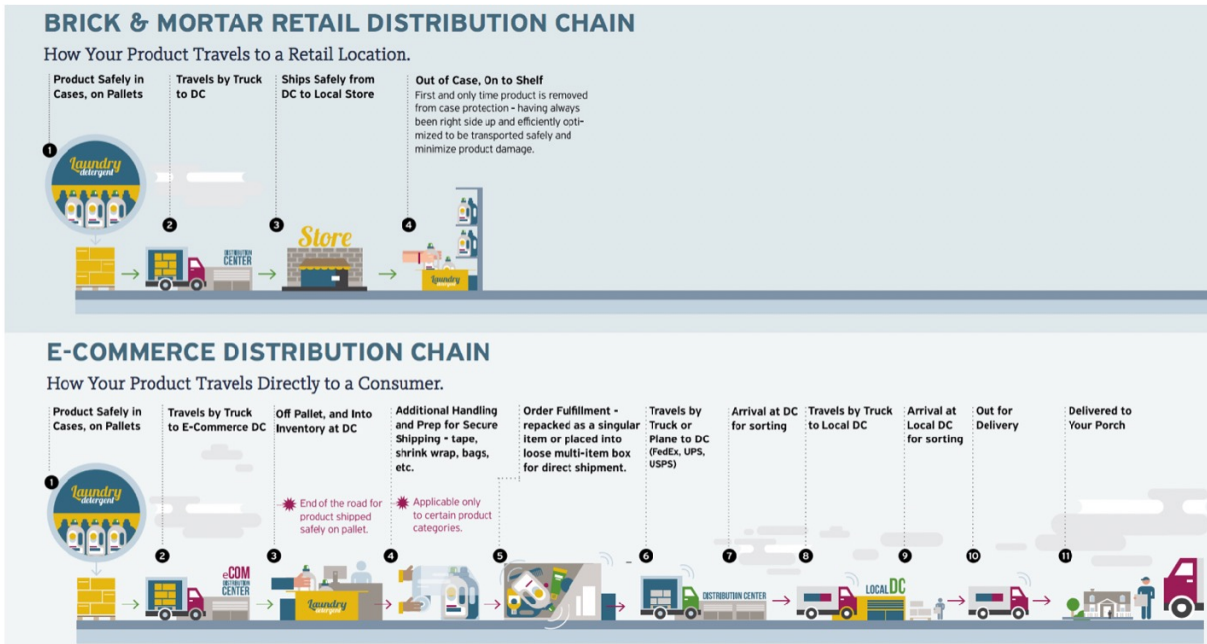 BRICK & MORTAR RETAIL DISTRIBUTION CHAIN
How Your Product Travels to a Retail Location.
Product Safely in
Cases, on Pallets
Travels by Truck
to DC
Ships Safely from
DC to Local Store
Out of Case, On to Shelf
First and only time product is removed
from case protection - having always
been right side up and efficiently opti-
mized to be transported safely and
minimize product damage.
1
Laundry
detergent
2
DISTRIBUTION
CENTER
3
Store
4
Laundry
detergent
E-COMMERCE DISTRIBUTION CHAIN
How Your Product Travels Directly to a Consumer.
Product Safely in
Cases, on Pallets
Travels by Truck
to E-Commerce DC
Off Pallet, and Into
Inventory at DC
Additional Handling
and Prep for Secure
Shipping - tape,
shrink wrap, bags,
etc.
Order Fulfillment -
repacked as a singular
item or placed into
loose multi-item box
for direct shipment.
Travels by
Truck or
Plane to DC
(FedEx, UPS,
USPS)
Arrival at DC
for sorting
Travels by Truck
to Local DC
Arrival at
Local DC
for sorting
Out for
Delivery
Delivered to
Your Porch
End of the road for
product shipped
safely on pallet.
Applicable only
to certain product
categories.
1
Laundry
detergent
2
eCOM
DISTRIBUTION
CENTER
3
Laundry
detergent
4
5
6
7
DISTRIBUTION CENTER
8
LOCAL DC
9
10
11